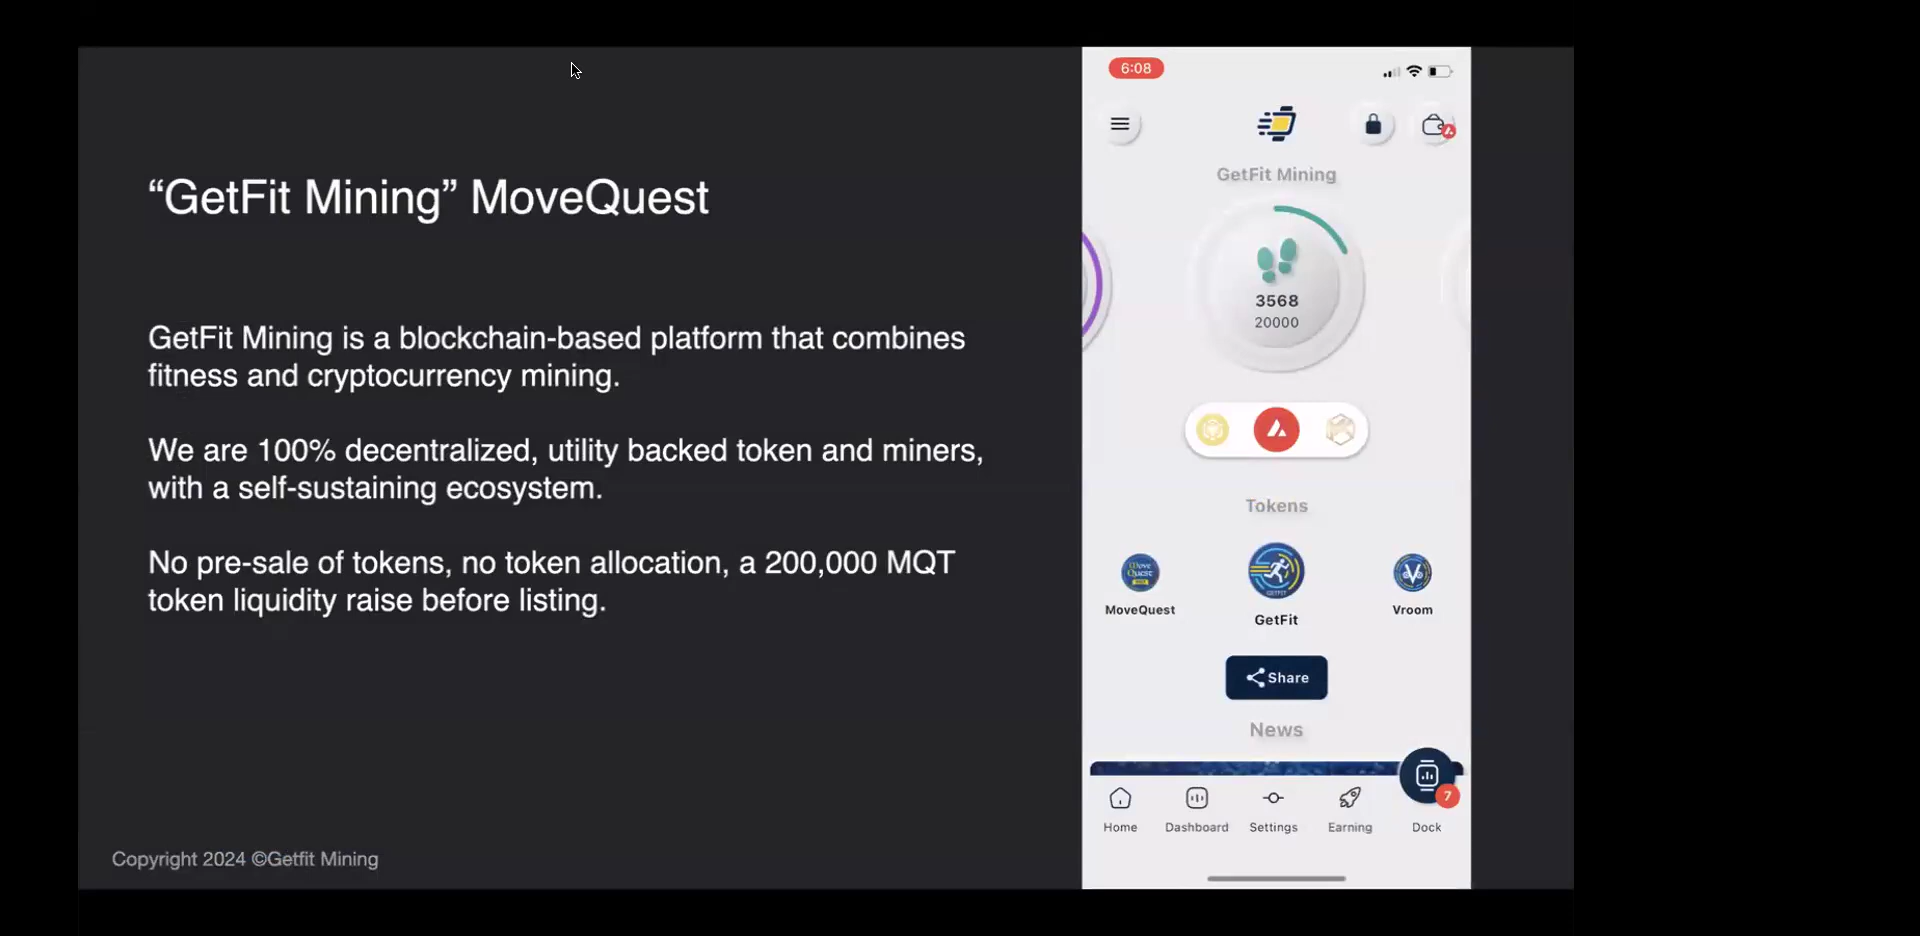 “GetFit Mining” MoveQuest
GetFit Mining is a blockchain-based platform that combines
fitness and cryptocurrency mining.
We are 100% decentralized, utility backed token and miners,
with a self-sustaining ecosystem.
No pre-sale of tokens, no token allocation, a 200,000 MQT
token liquidity raise before listing.
Copyright 2024 ©Getfit Mining
6:08
GetFit Mining
3568
20000
Tokens
Move
Quest
GETFIT
MoveQuest
GetFit
Vroom
Share
News
7
Home
Dashboard
Settings
Earning
Dock